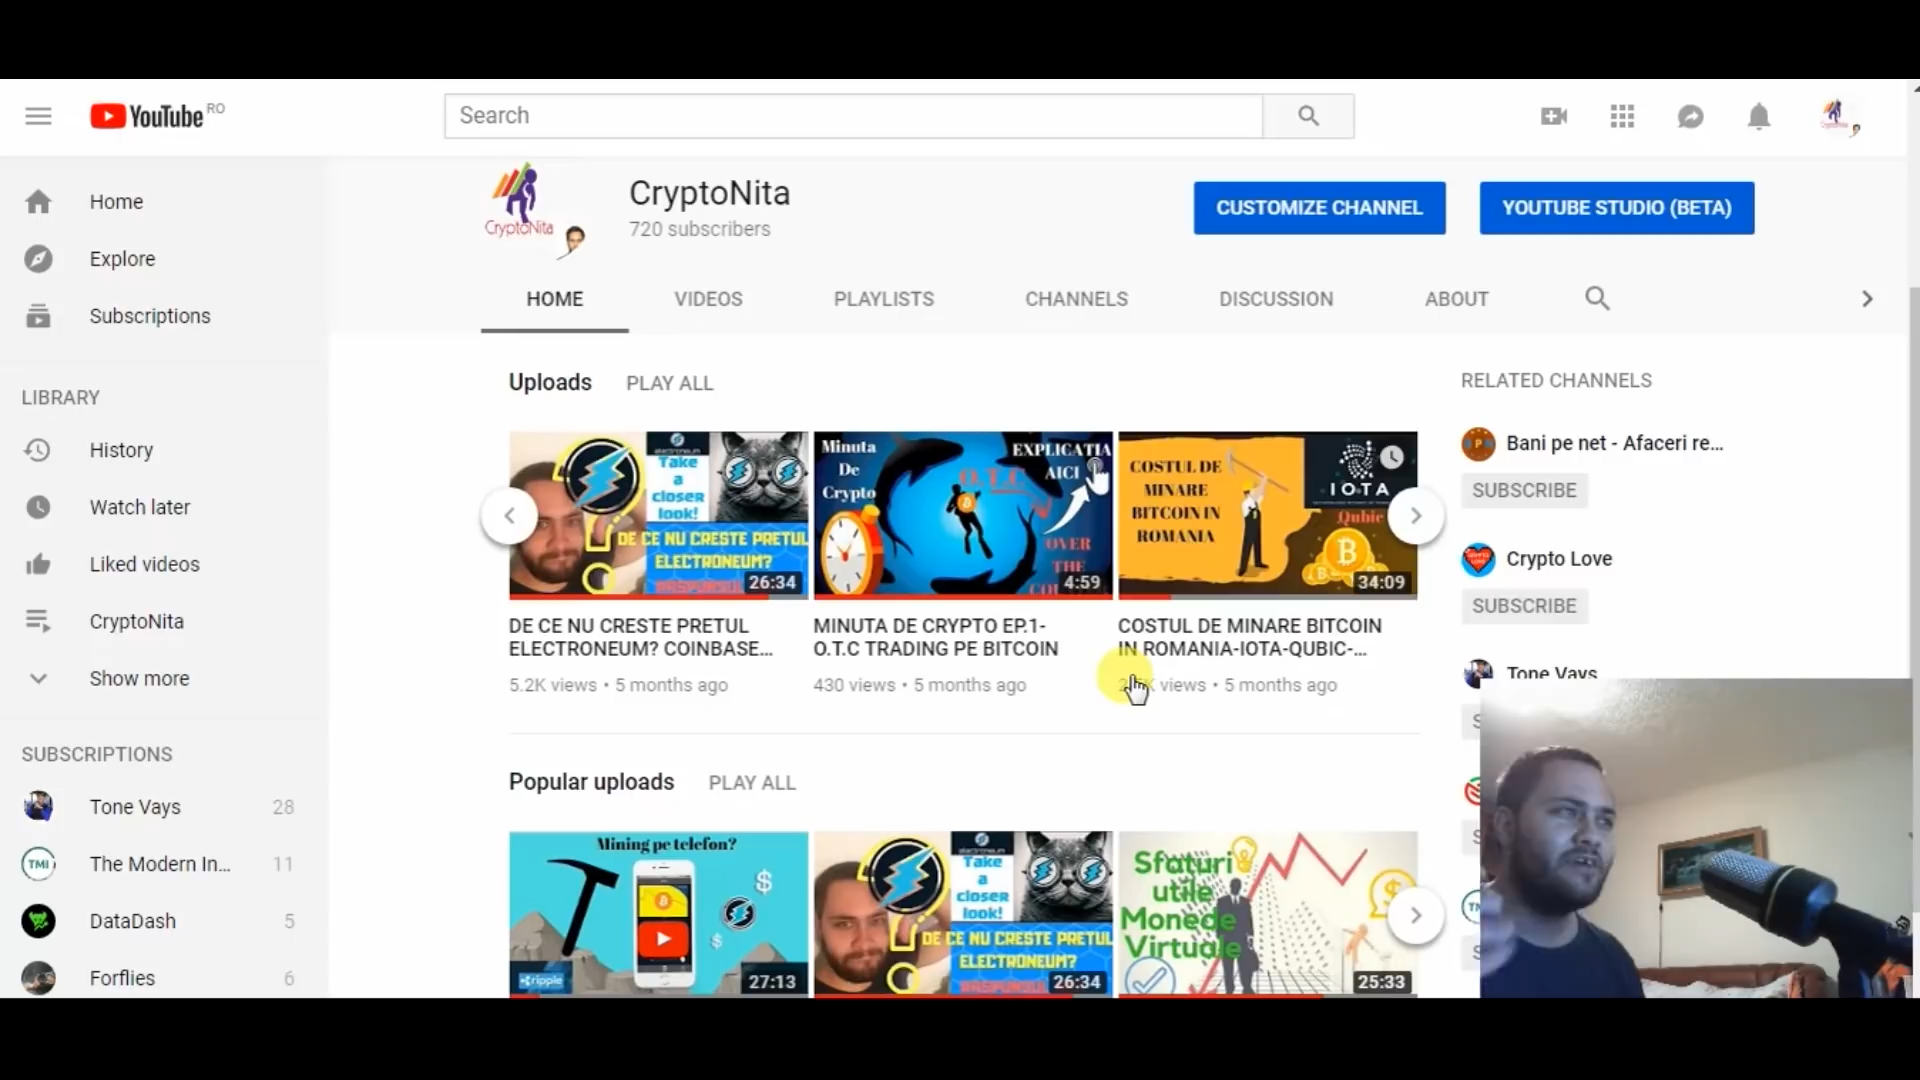 YouTube RO
Search
Home
Explore
Subscriptions
LIBRARY
History
Watch later
Liked videos
CryptoNita
Show more
SUBSCRIPTIONS
Tone Vays 28
The Modern In... 11
DataDash 5
Forflies 6
CryptoNita
CryptoNita
720 subscribers
CUSTOMIZE CHANNEL
YOUTUBE STUDIO (BETA)
HOME
VIDEOS
PLAYLISTS
CHANNELS
DISCUSSION
ABOUT
Uploads PLAY ALL
electroneum
Take
a
closer
look!
DE CE NU CRESTE PRETUL
ELECTRONEUM?
26:34
DE CE NU CRESTE PRETUL
ELECTRONEUM? COINBASE...
5.2K views • 5 months ago
Minuta
De
Crypto
EXPLICATIA
AICI
O.T.C
OVER
THE
4:59
MINUTA DE CRYPTO EP.1-
O.T.C TRADING PE BITCOIN
430 views • 5 months ago
COSTUL DE
MINARE
BITCOIN IN
ROMANIA
IOTA
Qubic
34:09
COSTUL DE MINARE BITCOIN
IN ROMANIA-IOTA-QUBIC-...
views • 5 months ago
Popular uploads PLAY ALL
Mining pe telefon?
ripple
27:13
electroneum
Take
a
closer
look!
DE CE NU CRESTE PRETUL
ELECTRONEUM?
26:34
Sfaturi
utile
Monede
Virtuale
25:33
RELATED CHANNELS
Bani pe net - Afaceri re...
SUBSCRIBE
Crypto Love
SUBSCRIBE
Tone Vays